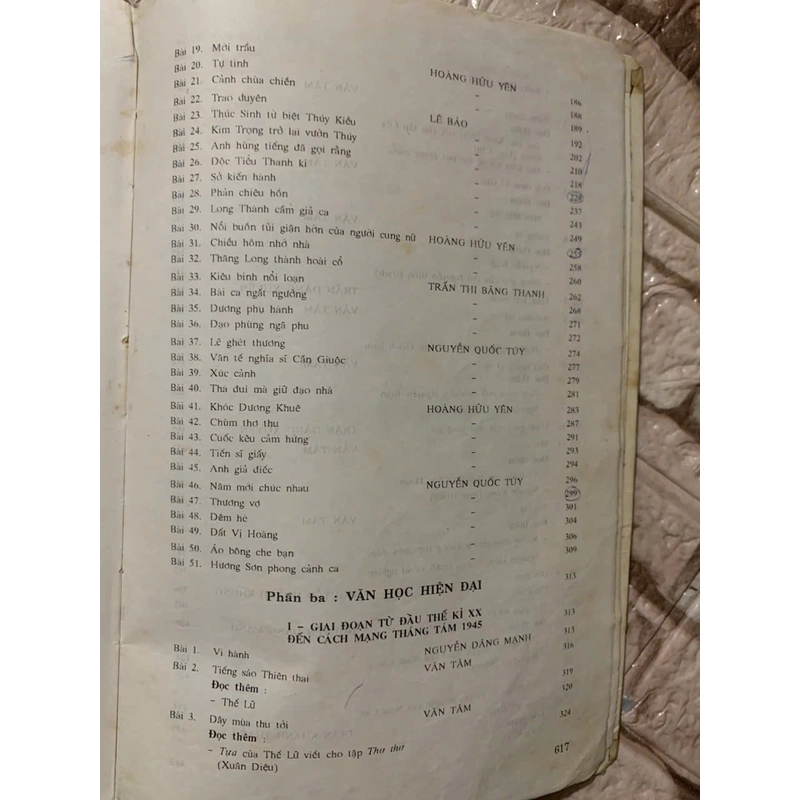 Bài 19. Mời trầu
Bài 20. Tự tình HOÀNG HỮU YÊN
Bài 21. Cảnh chùa chiền „ 186
Bài 22. Trao duyên „ 188
Bài 23. Thúc Sinh từ biệt Thúy Kiều LÊ BẢO 189
Bài 24. Kim Trọng trở lại vườn Thúy „ 192
Bài 25. Anh hùng tiếng đã gọi rằng „ 202
Bài 26. Độc Tiểu Thanh kí „ 210
Bài 27. Sở kiến hành „ 218
Bài 28. Phản chiêu hồn „
Bài 29. Long Thành cầm giả ca „ 237
Bài 30. Nỗi buồn tủi giận hờn của người cung nữ HOÀNG HỮU YÊN 241
Bài 31. Chiều hôm nhớ nhà „ 249
Bài 32. Thăng Long thành hoài cổ „
Bài 33. Kiêu binh nổi loạn „ 258
Bài 34. Bài ca ngất ngưởng TRẦN THỊ BĂNG THANH 260
Bài 35. Dương phụ hành „ 262
Bài 36. Đạo phùng ngã phu „ 268
Bài 37. Lẽ ghét thương NGUYỄN QUỐC TÚY 271
Bài 38. Văn tế nghĩa sĩ Cần Giuộc „ 272
Bài 39. Xúc cảnh „ 274
Bài 40. Thà đui mà giữ đạo nhà „ 277
Bài 41. Khóc Dương Khuê HOÀNG HỮU YÊN 279
Bài 42. Chùm thơ thu „ 281
Bài 43. Cuốc kêu cảm hứng „ 283
Bài 44. Tiến sĩ giấy „ 287
Bài 45. Anh giả điếc „ 291
Bài 46. Năm mới chúc nhau NGUYỄN QUỐC TÚY 293
Bài 47. Thương vợ „ 294
Bài 48. Đêm hè „ 296
Bài 49. Đất Vị Hoàng „ 299
Bài 50. Áo bông che bạn „ 301
Bài 51. Hương Sơn phong cảnh ca „ 304
306
309
Phần ba : VĂN HỌC HIỆN ĐẠI 313
I - GIAI ĐOẠN TỪ ĐẦU THẾ KỈ XX
ĐẾN CÁCH MẠNG THÁNG TÁM 1945 313
Bài 1. Vi hành NGUYỄN ĐĂNG MẠNH 313
Bài 2. Tiếng sáo Thiên thai VĂN TÂM 316
Đọc thêm : 319
- Thế Lữ 320
Bài 3. Đây mùa thu tới VĂN TÂM 324
Đọc thêm :
- Tựa của Thế Lữ viết cho tập Thơ thơ
(Xuân Diệu)
617